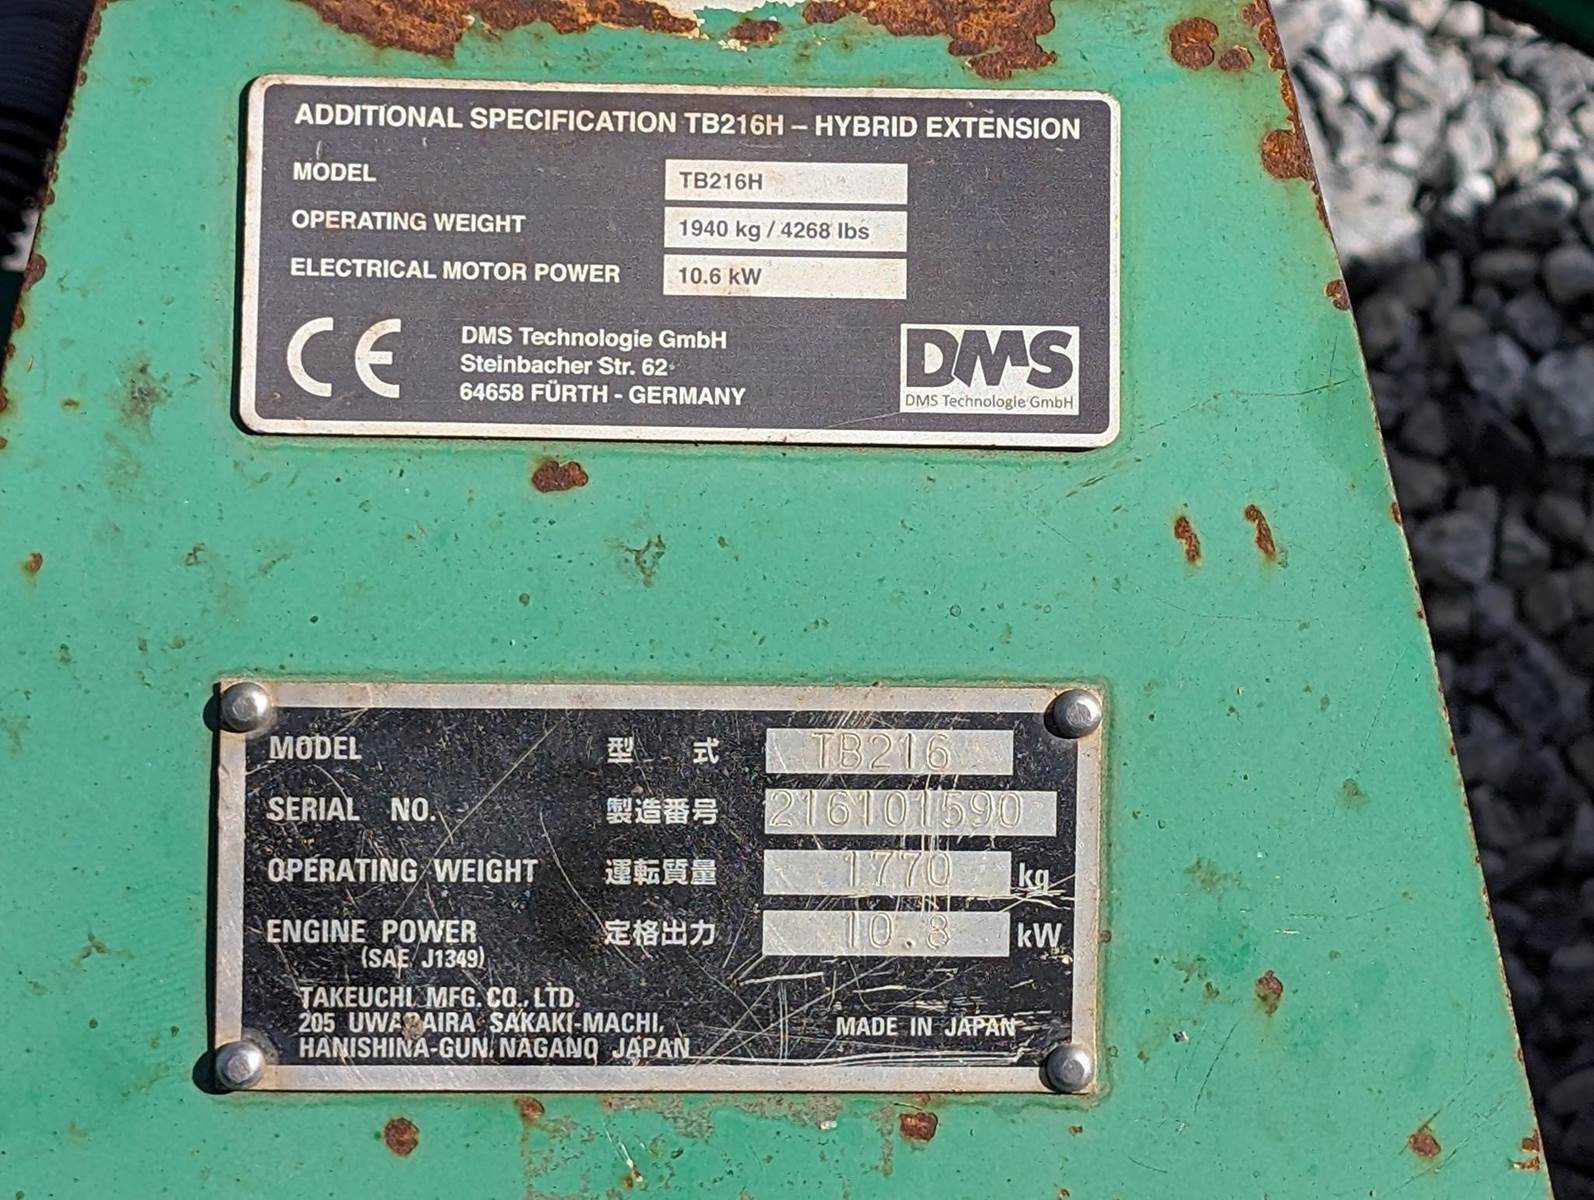 ADDITIONAL SPECIFICATION TB216H – HYBRID EXTENSION
MODEL TB216H
OPERATING WEIGHT 1940 kg / 4268 lbs
ELECTRICAL MOTOR POWER 10.6 kW
CE
DMS Technologie GmbH
Steinbacher Str. 62
64658 FÜRTH - GERMANY
DMS
DMS Technologie GmbH
MODEL 型 式 TB216
SERIAL NO. 製造番号 216101590
OPERATING WEIGHT 運転質量 1770 kg
ENGINE POWER 定格出力 10.8 kW
(SAE J1349)
TAKEUCHI MFG. CO., LTD.
205 SAKAKI-MACHI,
HANISHINA-GUN, NAGANO JAPAN
MADE IN JAPAN